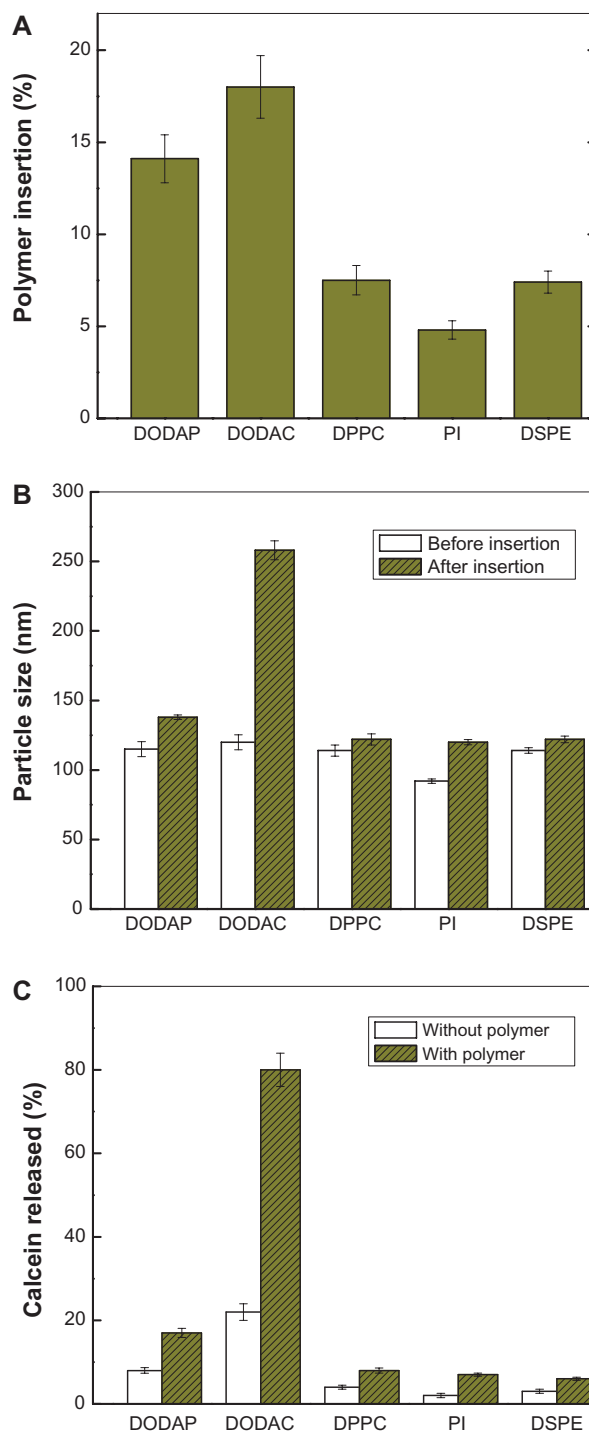 A
Polymer insertion (%)
20
15
10
5
0
DODAP DODAC DPPC PI DSPE
B
Particle size (nm)
300
250
200
150
100
50
0
Before insertion
After insertion
DODAP DODAC DPPC PI DSPE
C
Calcein released (%)
100
80
60
40
20
0
Without polymer
With polymer
DODAP DODAC DPPC PI DSPE